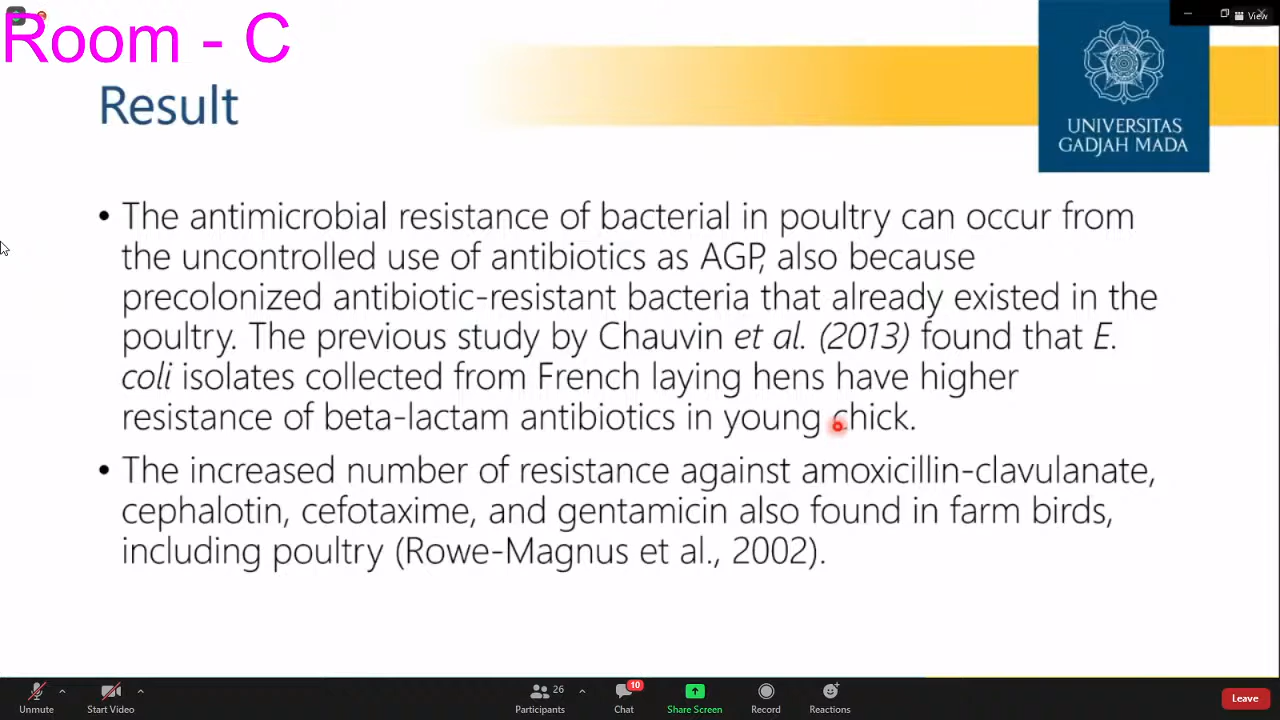 Room - C
View
Result
UNIVERSITAS
GADJAH MADA
• The antimicrobial resistance of bacterial in poultry can occur from
the uncontrolled use of antibiotics as AGP, also because
precolonized antibiotic-resistant bacteria that already existed in the
poultry. The previous study by Chauvin et al. (2013) found that E.
coli isolates collected from French laying hens have higher
resistance of beta-lactam antibiotics in young chick.
• The increased number of resistance against amoxicillin-clavulanate,
cephalotin, cefotaxime, and gentamicin also found in farm birds,
including poultry (Rowe-Magnus et al., 2002).
26
10
Unmute
Start Video
Participants
Chat
Share Screen
Record
Reactions
Leave